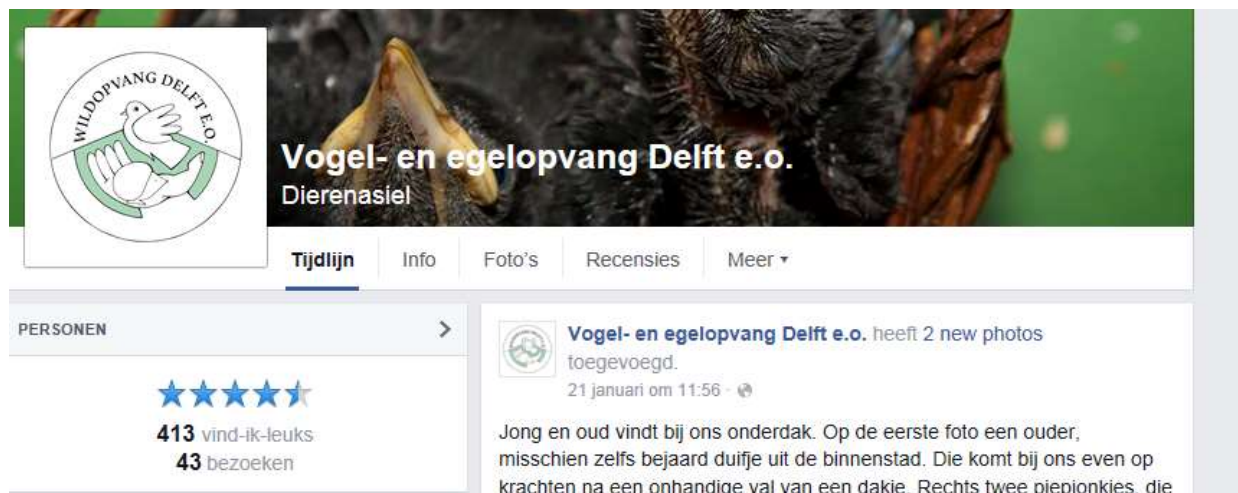 WILDOPVANG DELFT E.O.
Vogel- en egelopvang Delft e.o.
Dierenasiel
Tijdlijn Info Foto's Recensies Meer
PERSONEN
413 vind-ik-leuks
43 bezoeken
Vogel- en egelopvang Delft e.o. heeft 2 new photos
toegevoegd.
21 januari om 11:56 ·
Jong en oud vindt bij ons onderdak. Op de eerste foto een ouder,
misschien zelfs bejaard duifje uit de binnenstad. Die komt bij ons even op
krachten na een onhandige val van een dakje. Rechts twee piepjonkies, die